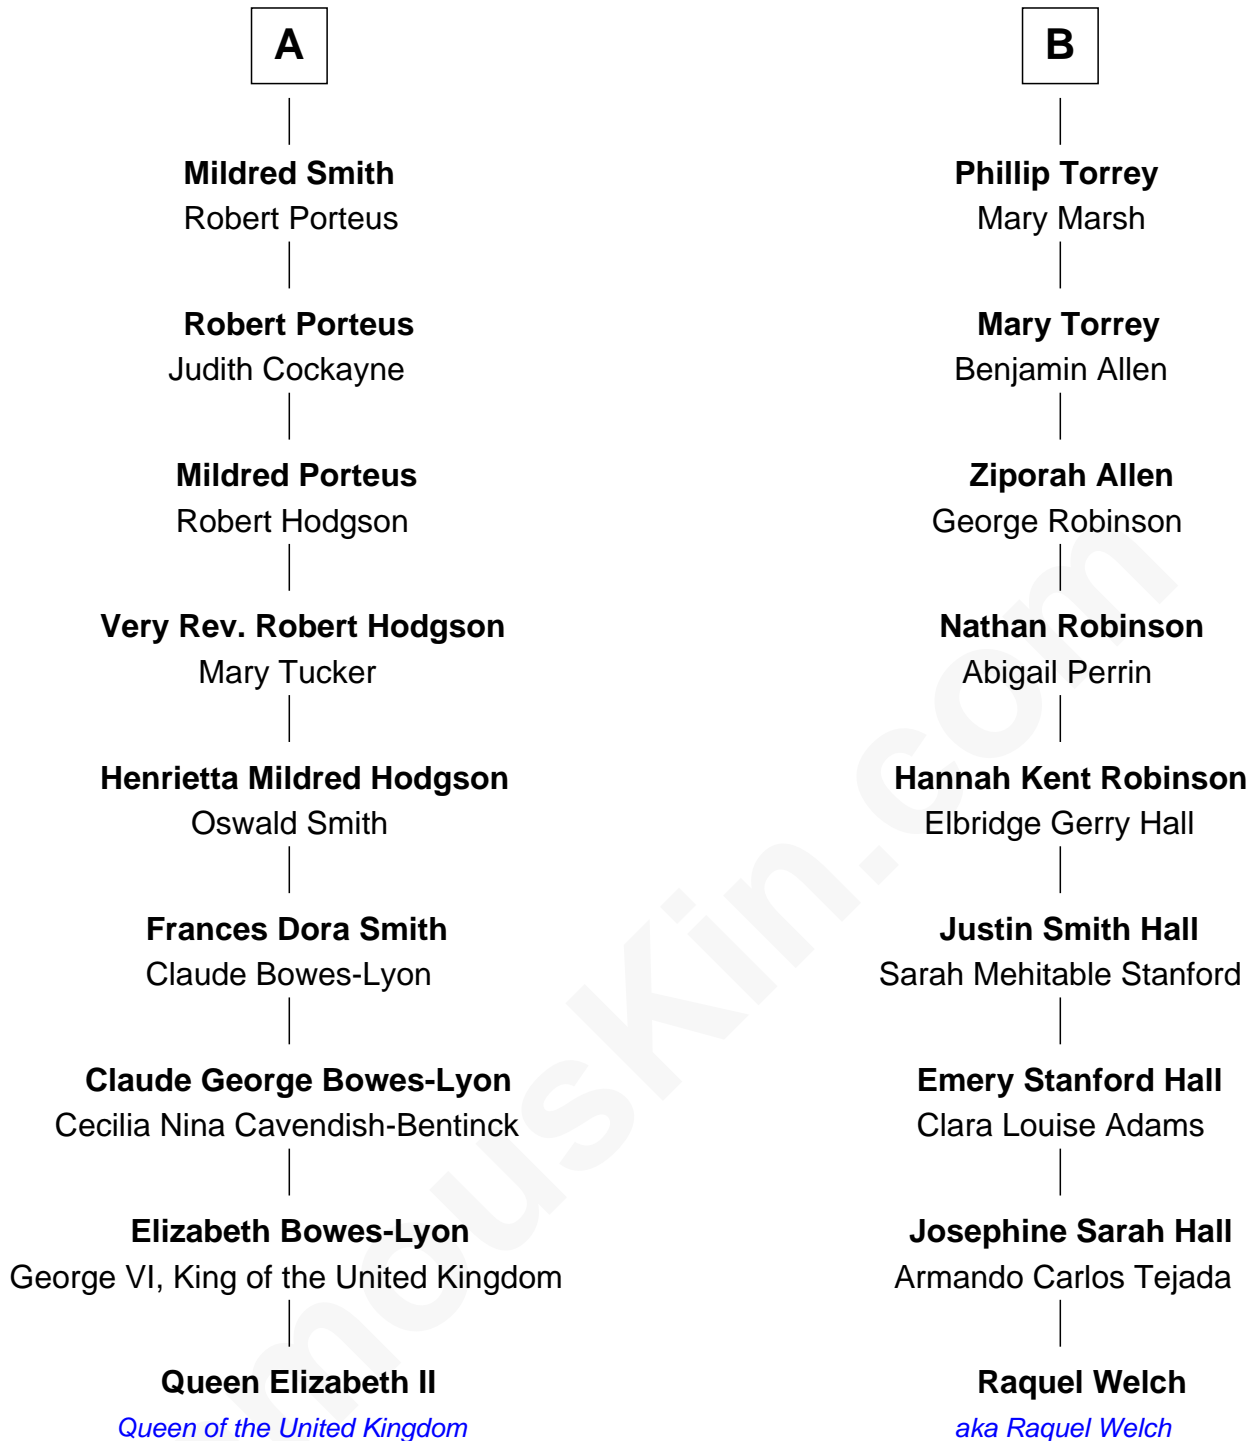 A
Mildred Smith
Robert Porteus
Robert Porteus
Judith Cockayne
Mildred Porteus
Robert Hodgson
Very Rev. Robert Hodgson
Mary Tucker
Henrietta Mildred Hodgson
Oswald Smith
Frances Dora Smith
Claude Bowes-Lyon
Claude George Bowes-Lyon
Cecilia Nina Cavendish-Bentinck
Elizabeth Bowes-Lyon
George VI, King of the United Kingdom
Queen Elizabeth II
Queen of the United Kingdom
B
Phillip Torrey
Mary Marsh
Mary Torrey
Benjamin Allen
Ziporah Allen
George Robinson
Nathan Robinson
Abigail Perrin
Hannah Kent Robinson
Elbridge Gerry Hall
Justin Smith Hall
Sarah Mehitable Stanford
Emery Stanford Hall
Clara Louise Adams
Josephine Sarah Hall
Armando Carlos Tejada
Raquel Welch
aka Raquel Welch
mousKin.com